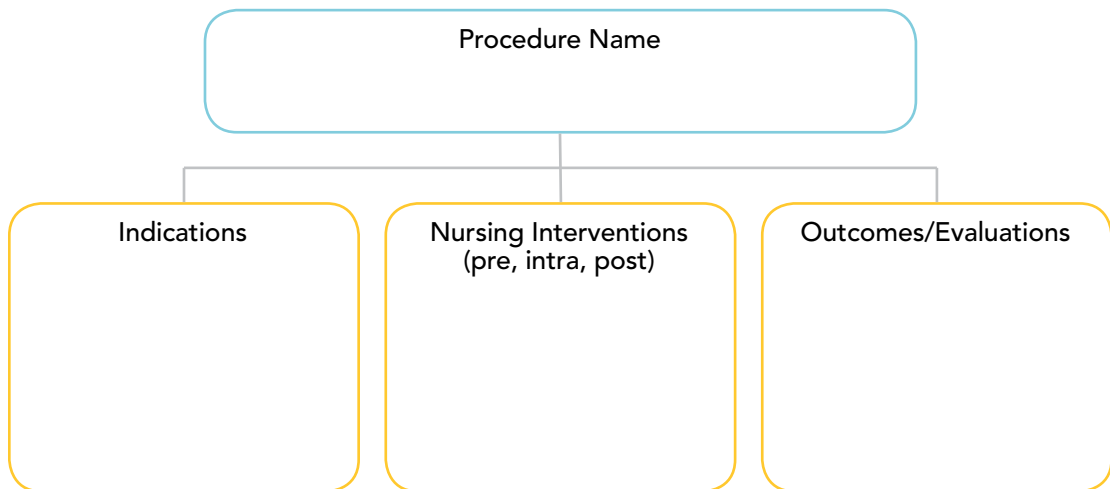 Procedure Name
Indications
Nursing Interventions
(pre, intra, post)
Outcomes/Evaluations